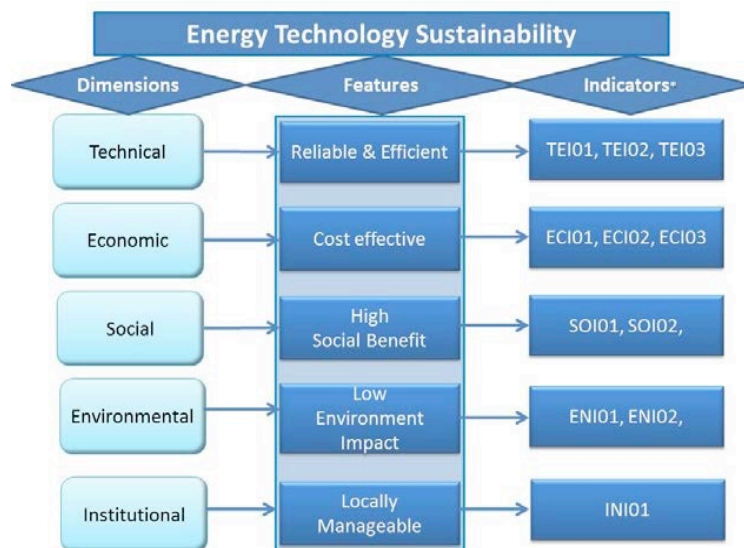 Energy Technology Sustainability
Dimensions
Features
Indicators*
Technical
Reliable & Efficient
TEI01, TEI02, TEI03
Economic
Cost effective
ECI01, ECI02, ECI03
Social
High
Social Benefit
SOI01, SOI02,
Environmental
Low
Environment
Impact
ENI01, ENI02,
Institutional
Locally
Manageable
INI01